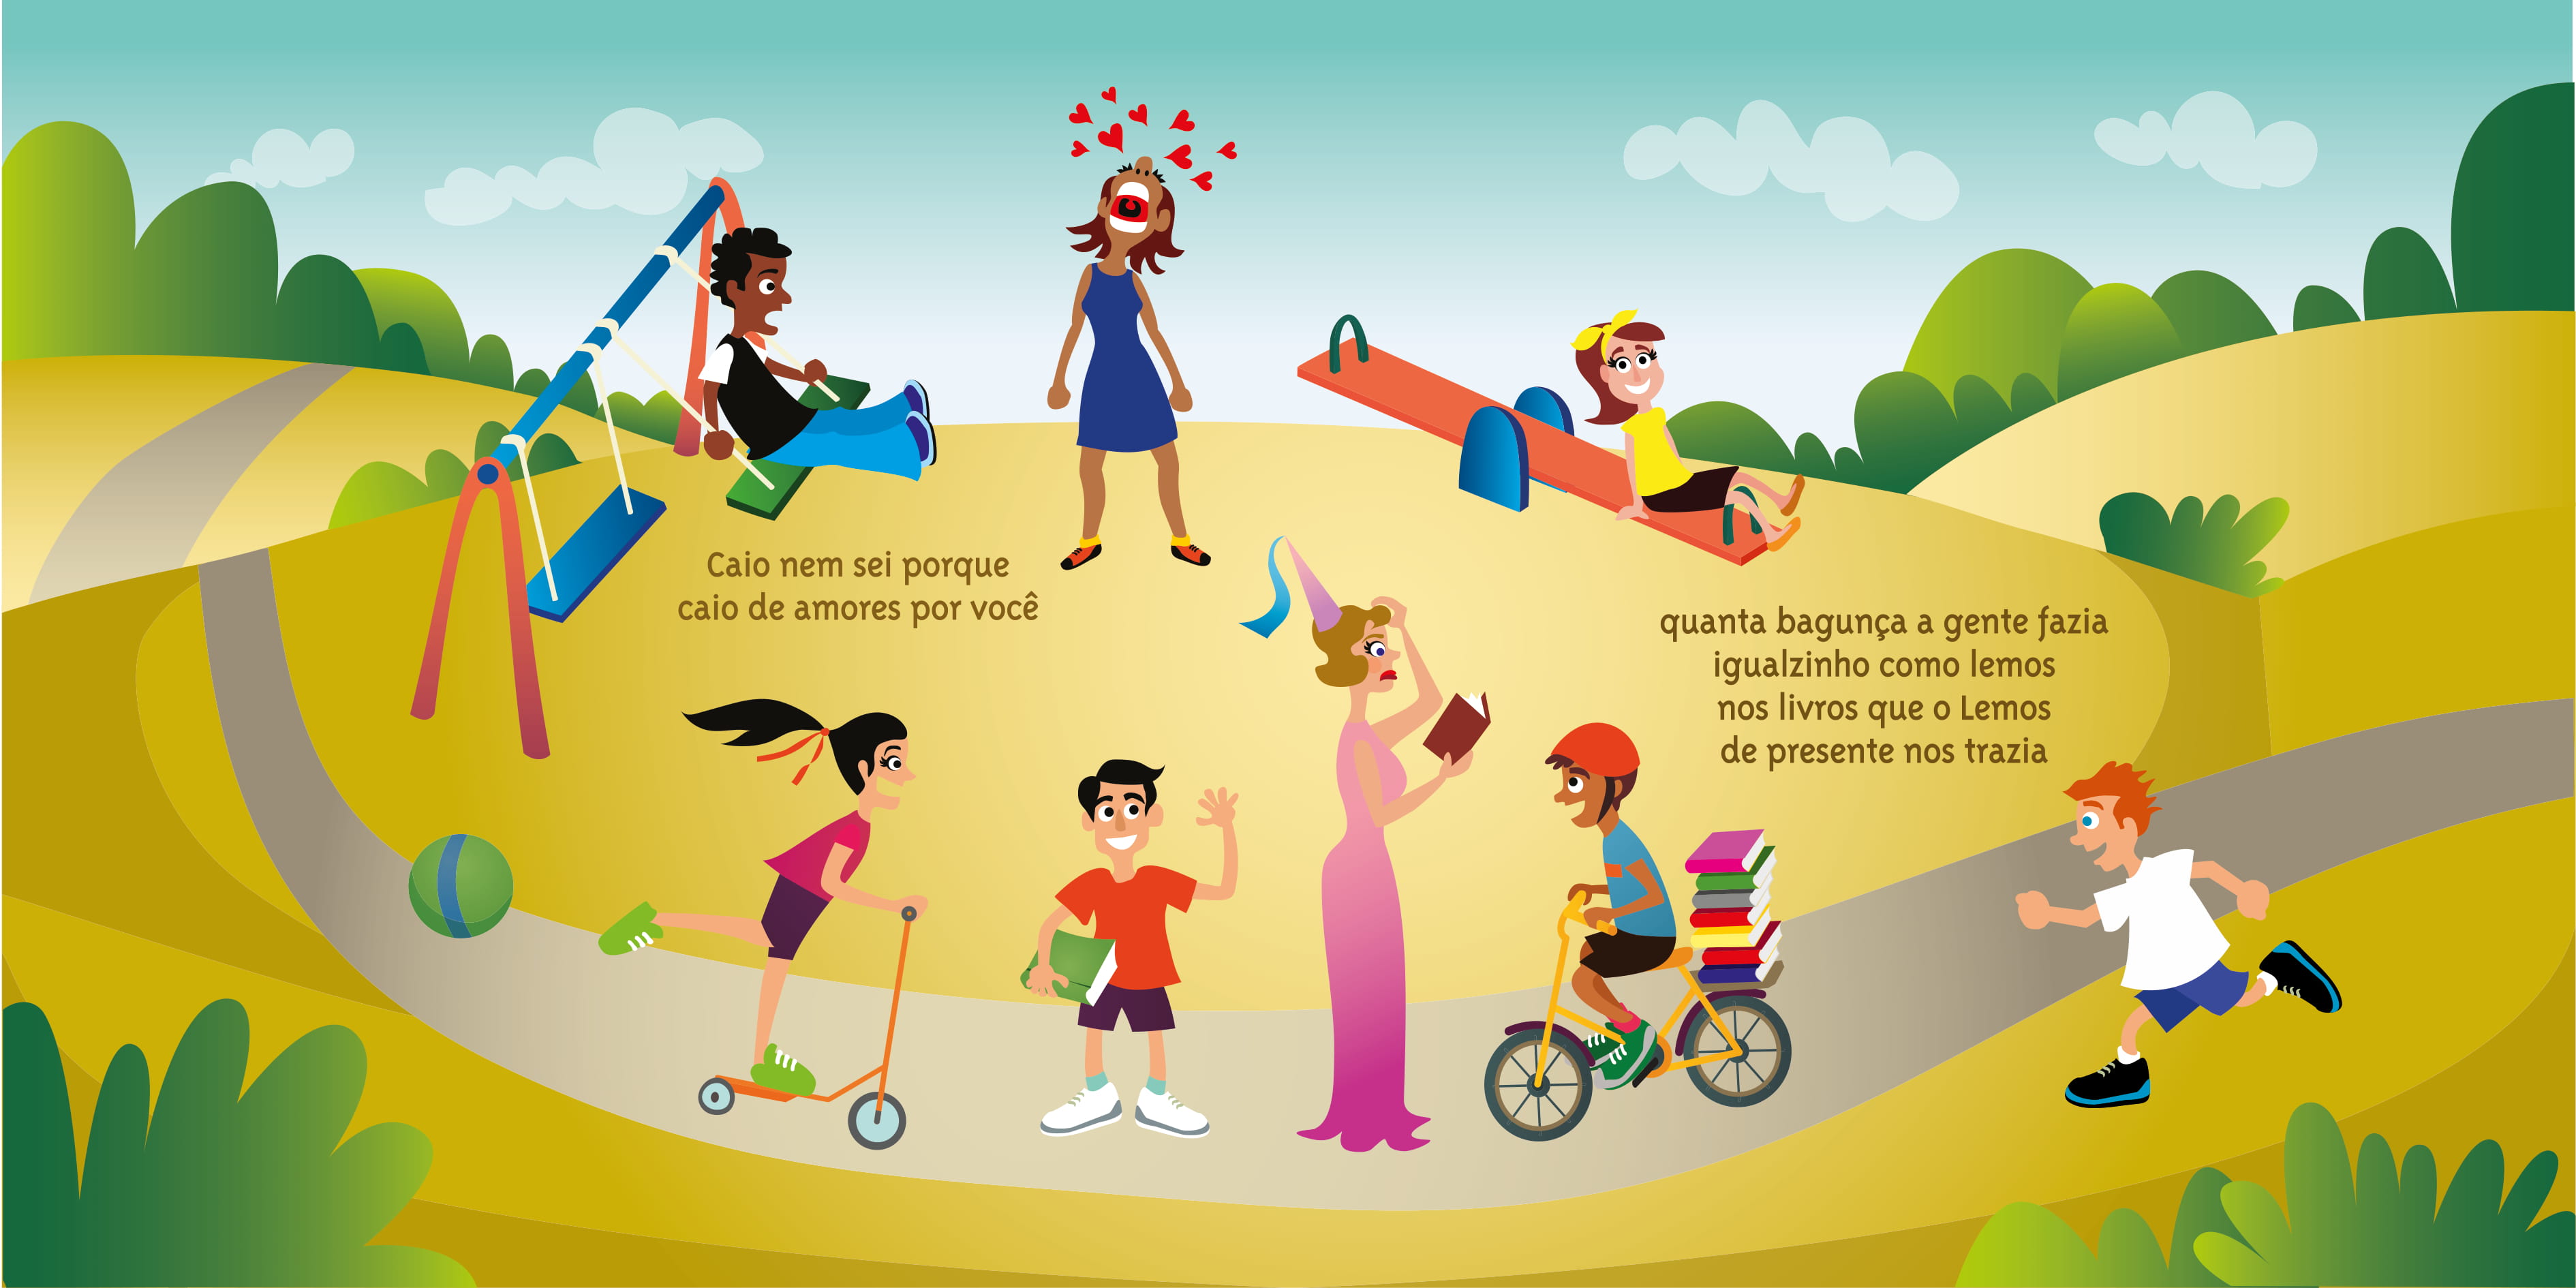 Caio nem sei porque
caio de amores por você
quanta bagunça a gente fazia
igualzinho como lemos
nos livros que o Lemos
de presente nos trazia